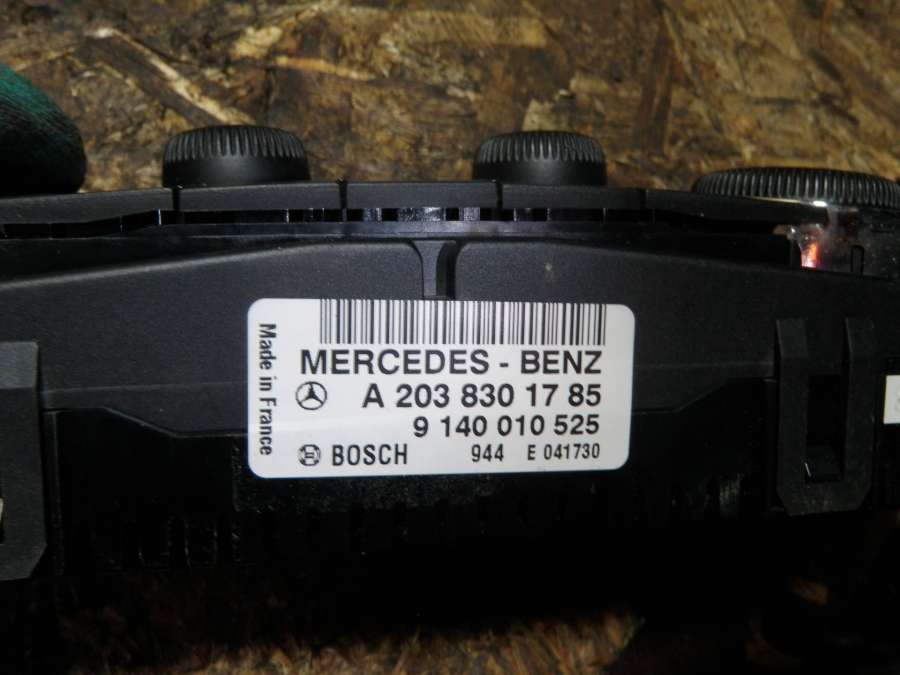 Made in France
MERCEDES - BENZ
A 203 830 17 85
9 140 010 525
BOSCH 944 E 041730